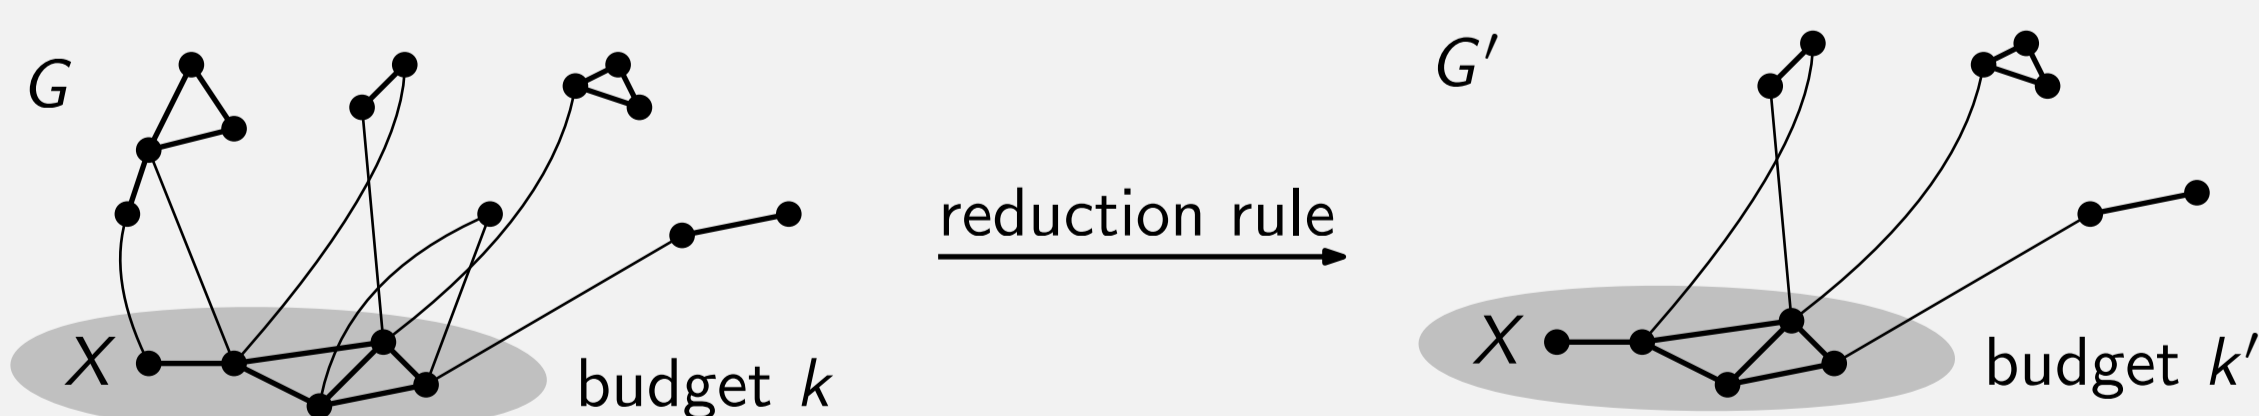 G
X
budget k
reduction rule
G′
X
budget k′